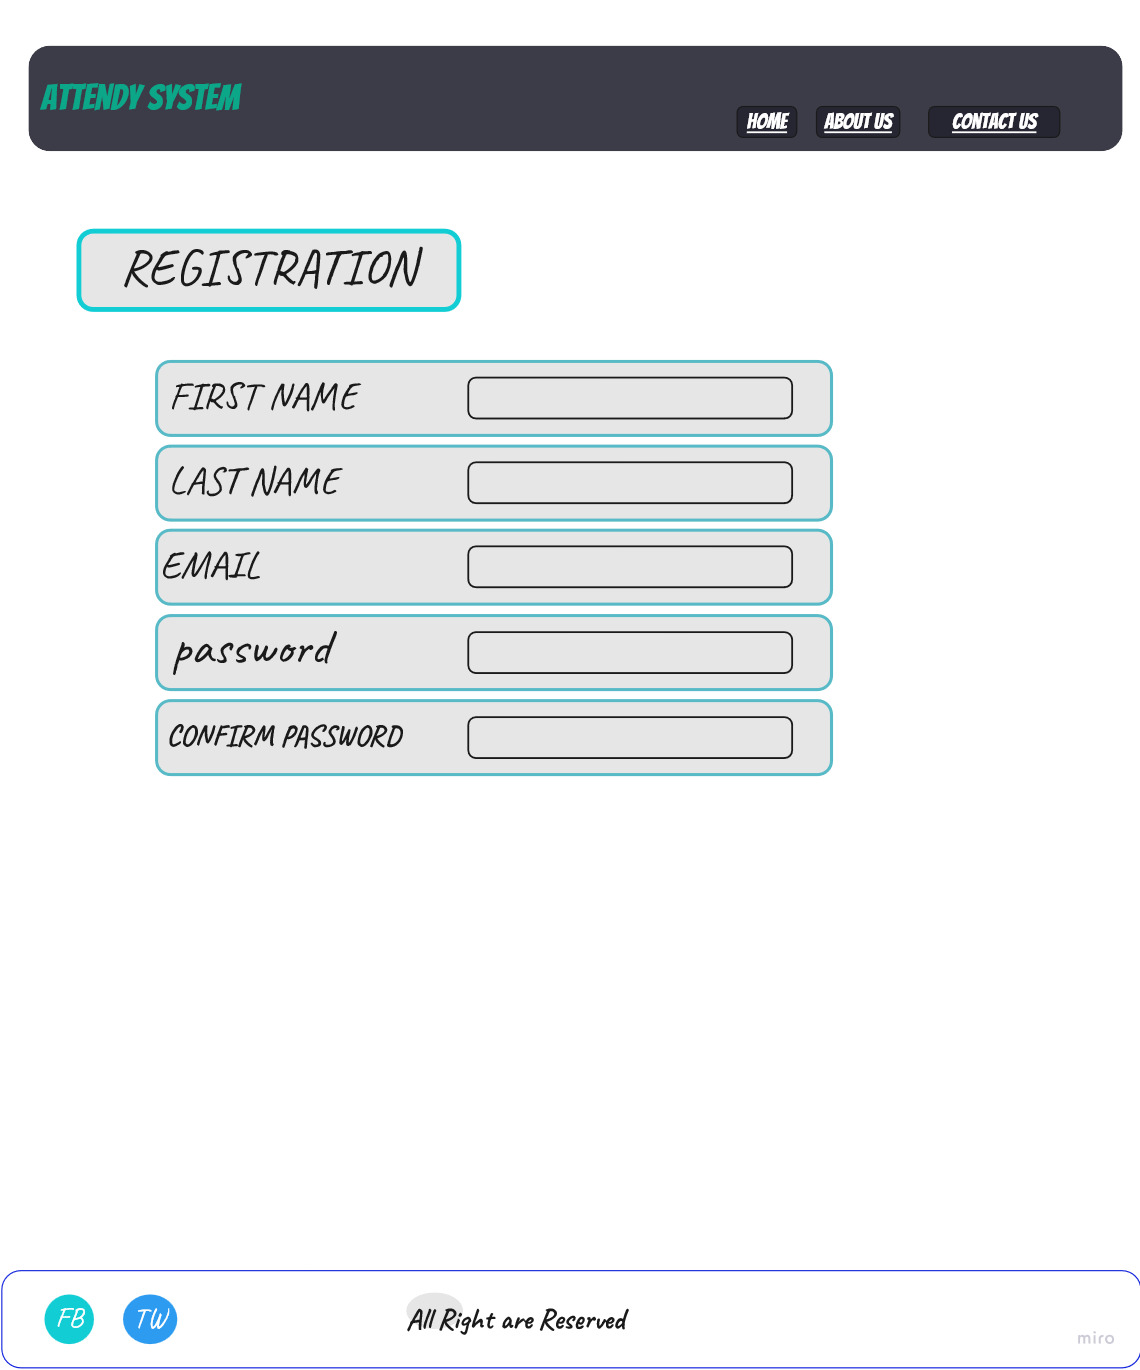 ATTENDY SYSTEM
HOME ABOUT US CONTACT US
REGISTRATION
FIRST NAME
LAST NAME
EMAIL
password
CONFIRM PASSWORD
FB TW All Right are Reserved
miro